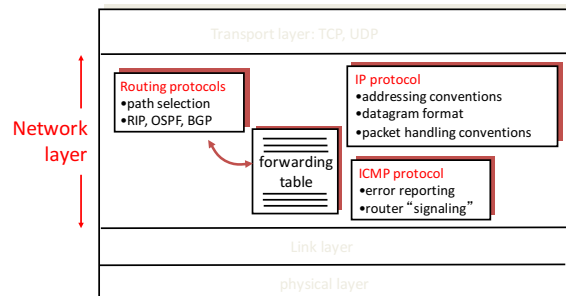 Transport layer: TCP, UDP
Network
layer
Routing protocols
•path selection
•RIP, OSPF, BGP
forwarding
table
IP protocol
•addressing conventions
•datagram format
•packet handling conventions
ICMP protocol
•error reporting
•router “signaling”
Link layer
physical layer